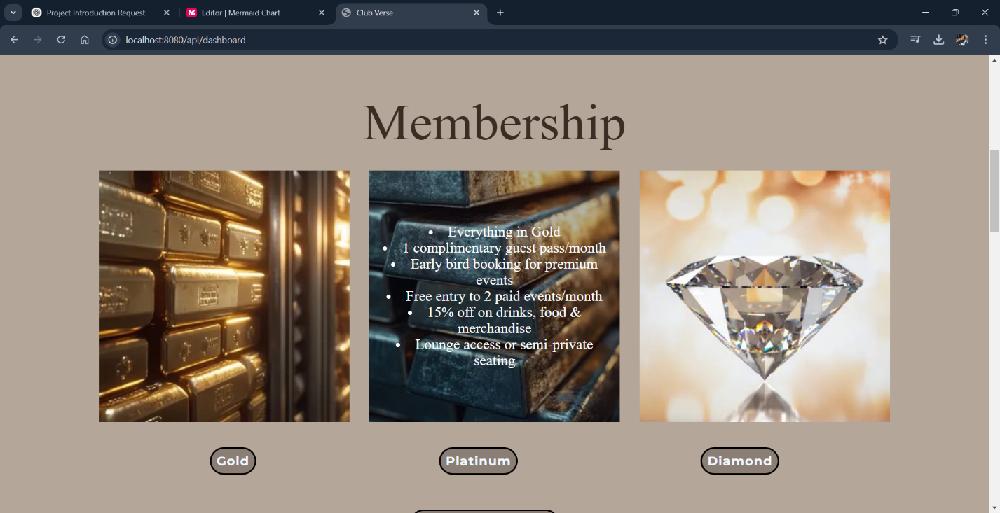 Project Introduction Request
Editor | Mermaid Chart
Club Verse
localhost:8080/api/dashboard
Membership
• Everything in Gold
• 1 complimentary guest pass/month
• Early bird booking for premium
events
• Free entry to 2 paid events/month
• 15% off on drinks, food &
merchandise
• Lounge access or semi-private
seating
Gold
Platinum
Diamond